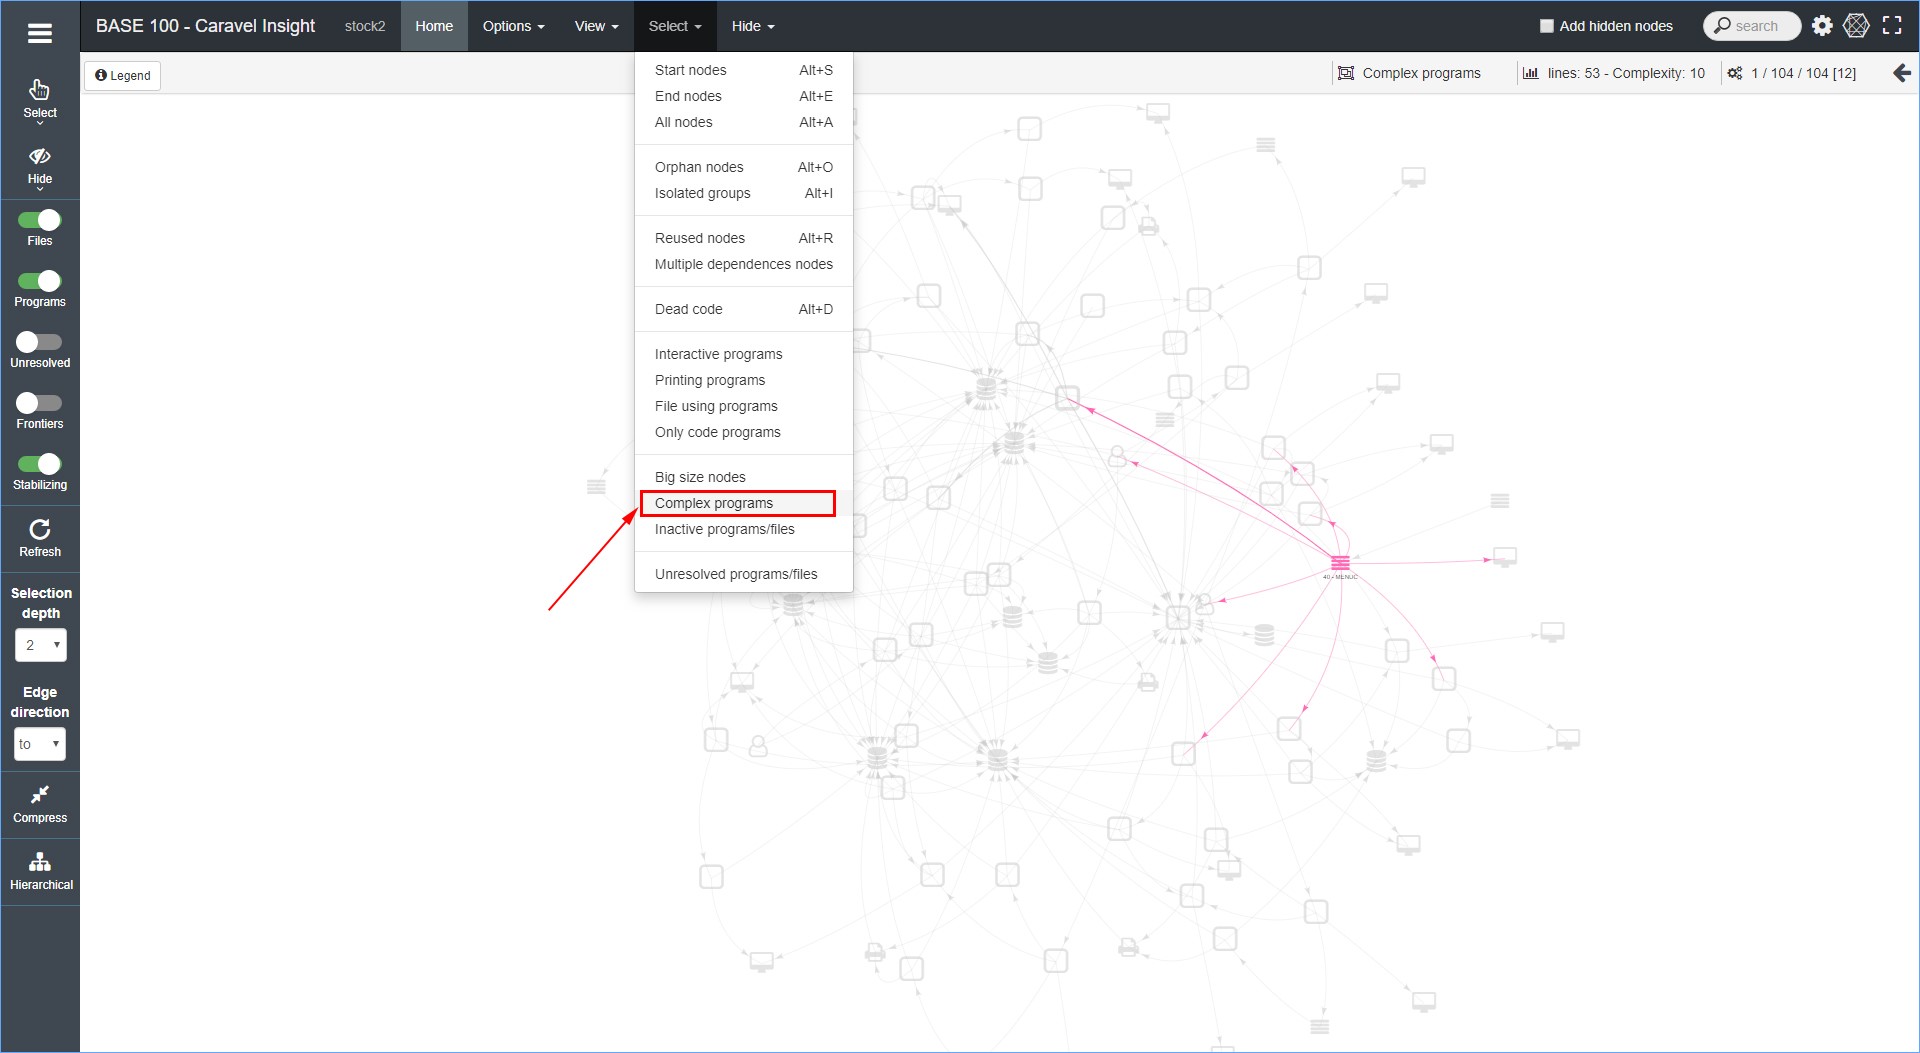 BASE 100 - Caravel Insight stock2 Home Options View Select Hide Add hidden nodes search
Legend
Complex programs lines: 53 - Complexity: 10 1 / 104 / 104 [12]
Select
Hide
Files
Programs
Unresolved
Frontiers
Stabilizing
Refresh
Selection
depth
2
Edge
direction
to
Compress
Hierarchical
Start nodes Alt+S
End nodes Alt+E
All nodes Alt+A
Orphan nodes Alt+O
Isolated groups Alt+I
Reused nodes Alt+R
Multiple dependences nodes
Dead code Alt+D
Interactive programs
Printing programs
File using programs
Only code programs
Big size nodes
Complex programs
Inactive programs/files
Unresolved programs/files
40 - MENUC